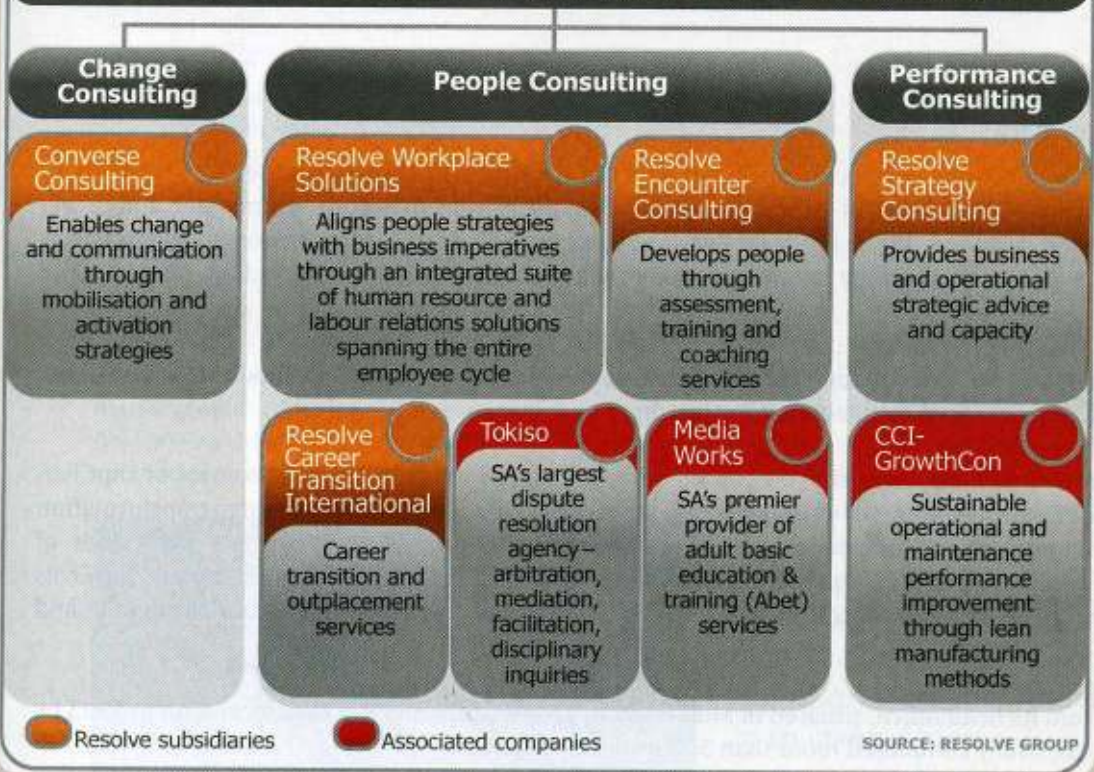 Change
Consulting
People Consulting
Performance
Consulting
Converse
Consulting
Enables change
and communication
through
mobilisation and
activation
strategies
Resolve Workplace
Solutions
Aligns people strategies
with business imperatives
through an integrated suite
of human resource and
labour relations solutions
spanning the entire
employee cycle
Resolve
Encounter
Consulting
Develops people
through
assessment,
training and
coaching
services
Resolve
Strategy
Consulting
Provides business
and operational
strategic advice
and capacity
Resolve
Career
Transition
International
Career
transition and
outplacement
services
Tokiso
SA's largest
dispute
resolution
agency–
arbitration,
mediation,
facilitation,
disciplinary
inquiries
Media
Works
SA's premier
provider of
adult basic
education &
training (Abet)
services
CCI-
GrowthCon
Sustainable
operational and
maintenance
performance
improvement
through lean
manufacturing
methods
Resolve subsidiaries
Associated companies
SOURCE: RESOLVE GROUP